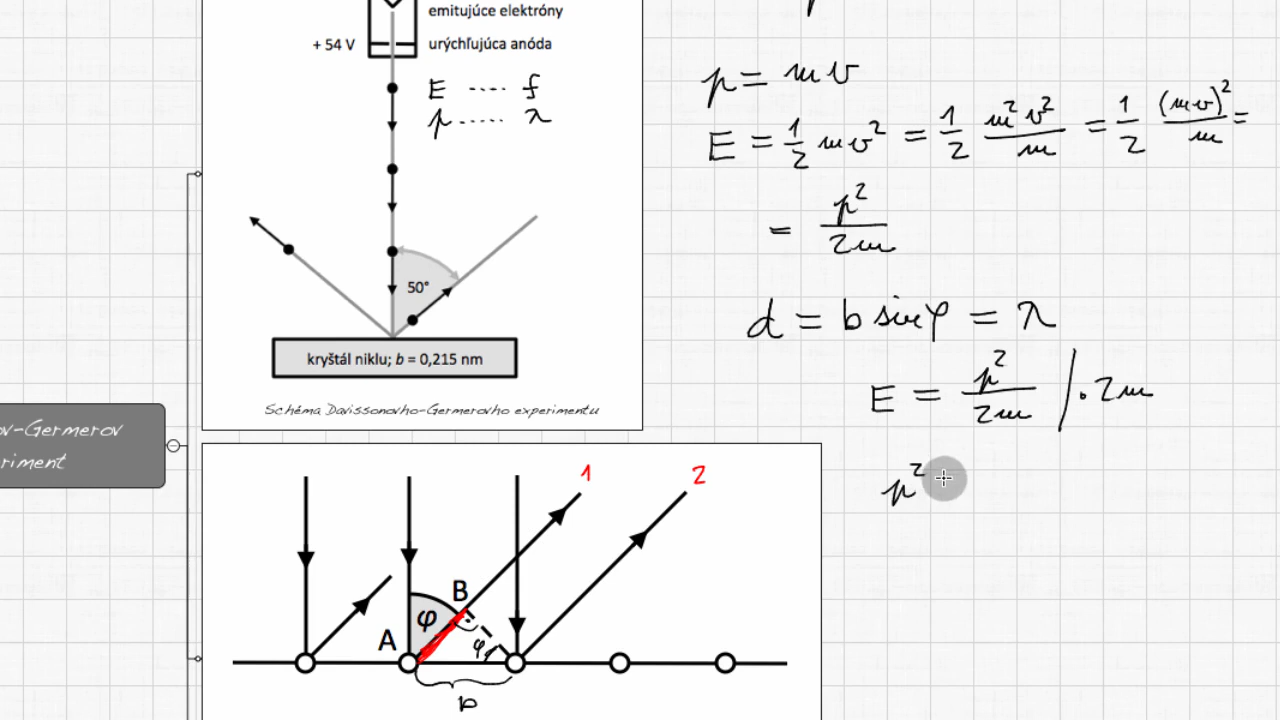 emitujúce elektróny
+ 54 V
urýchľujúca anóda
E ..... f
p ..... λ
50°
kryštál niklu; b = 0,215 nm
Schéma Davissonovho-Germerovho experimentu
ov-Germerov
riment
1
2
B
φ
A
φ
b
p = mv
E = 1/2 mv² = 1/2 m²v²/m = 1/2 (mv)²/m =
= p²/2m
d = b sin φ = λ
E = p²/2m / . 2m
p²